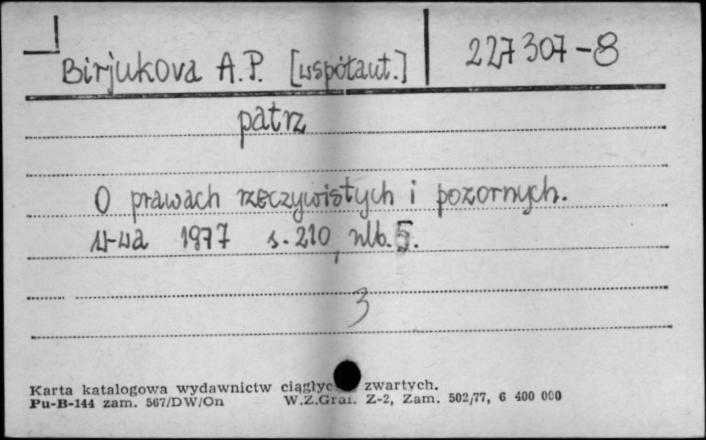 Birjukova A.P. [współaut.] 227307-8
patrz
O prawach rzeczywistych i pozornych.
W-wa 1977 s. 210, nlb. 5.
3
Karta katalogowa wydawnictw zwartych.
Pu-B-144 zam. 567/DW/On W.Z.Graf. Z-2, Zam. 502/77, 6 400 000